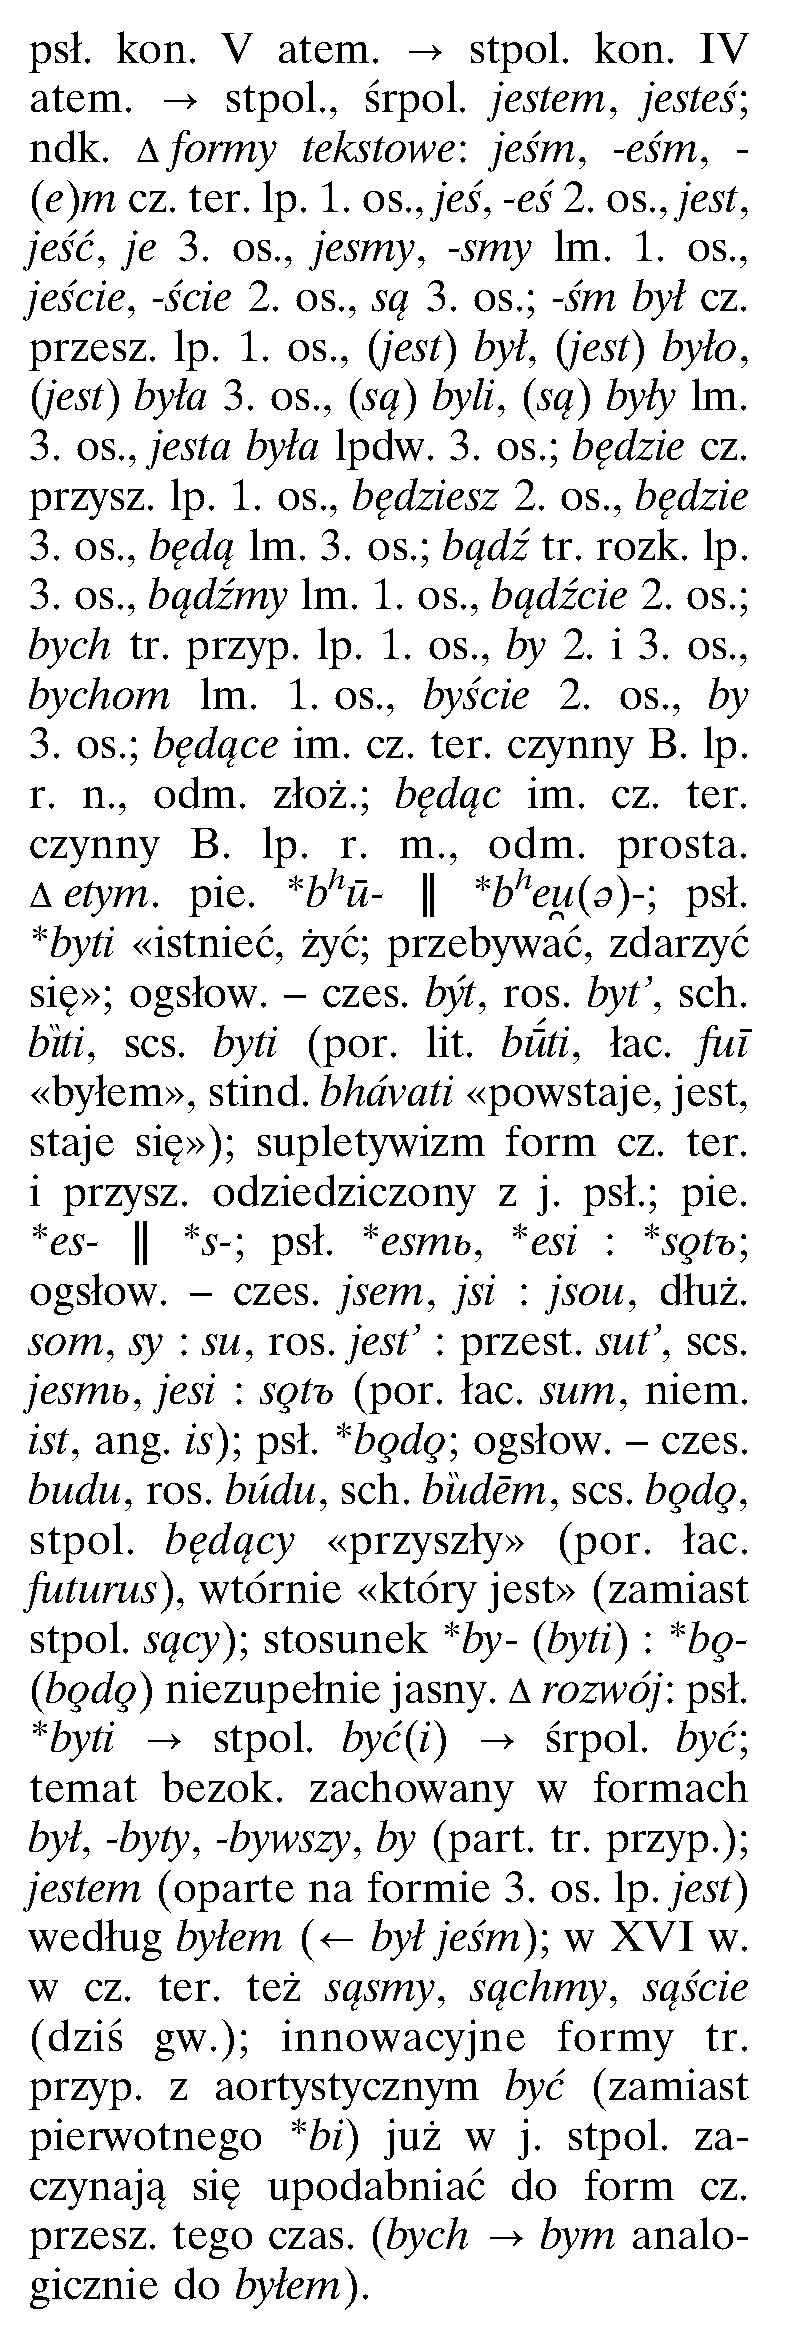 psł. kon. V atem. → stpol. kon. IV
atem. → stpol., śrpol. jestem, jesteś;
ndk. Δ formy tekstowe: jeśm, -eśm, -
(e)m cz. ter. lp. 1. os., jeś, -eś 2. os., jest,
jeść, je 3. os., jesmy, -smy lm. 1. os.,
jeście, -ście 2. os., są 3. os.; -śm był cz.
przesz. lp. 1. os., (jest) był, (jest) było,
(jest) była 3. os., (są) byli, (są) były lm.
3. os., jesta była lpdw. 3. os.; będzie cz.
przysz. lp. 1. os., będziesz 2. os., będzie
3. os., będą lm. 3. os.; bądź tr. rozk. lp.
3. os., bądźmy lm. 1. os., bądźcie 2. os.;
bych tr. przyp. lp. 1. os., by 2. i 3. os.,
bychom lm. 1. os., byście 2. os., by
3. os.; będące im. cz. ter. czynny B. lp.
r. n., odm. złoż.; będąc im. cz. ter.
czynny B. lp. r. m., odm. prosta.
Δ etym. pie. *bʰū- ‖ *bʰeu̯(ə)-; psł.
*byti «istnieć, żyć; przebywać, zdarzyć
się»; ogsłow. – czes. být, ros. byt’, sch.
bȉti, scs. byti (por. lit. bū́ti, łac. fuī
«byłem», stind. bhávati «powstaje, jest,
staje się»); supletywizm form cz. ter.
i przysz. odziedziczony z j. psł.; pie.
*es- ‖ *s-; psł. *esmь, *esi : *sǫtъ;
ogsłow. – czes. jsem, jsi : jsou, dłuż.
som, sy : su, ros. jest’ : przest. sut’, scs.
jesmь, jesi : sǫtъ (por. łac. sum, niem.
ist, ang. is); psł. *bǫdǫ; ogsłow. – czes.
budu, ros. búdu, sch. bȕdēm, scs. bǫdǫ,
stpol. będący «przyszły» (por. łac.
futurus), wtórnie «który jest» (zamiast
stpol. sący); stosunek *by- (byti) : *bǫ-
(bǫdǫ) niezupełnie jasny. Δ rozwój: psł.
*byti → stpol. być(i) → śrpol. być;
temat bezok. zachowany w formach
był, -byty, -bywszy, by (part. tr. przyp.);
jestem (oparte na formie 3. os. lp. jest)
według byłem (← był jeśm); w XVI w.
w cz. ter. też sąsmy, sąchmy, sąście
(dziś gw.); innowacyjne formy tr.
przyp. z aortystycznym być (zamiast
pierwotnego *bi) już w j. stpol. za-
czynają się upodabniać do form cz.
przesz. tego czas. (bych → bym analo-
gicznie do byłem).